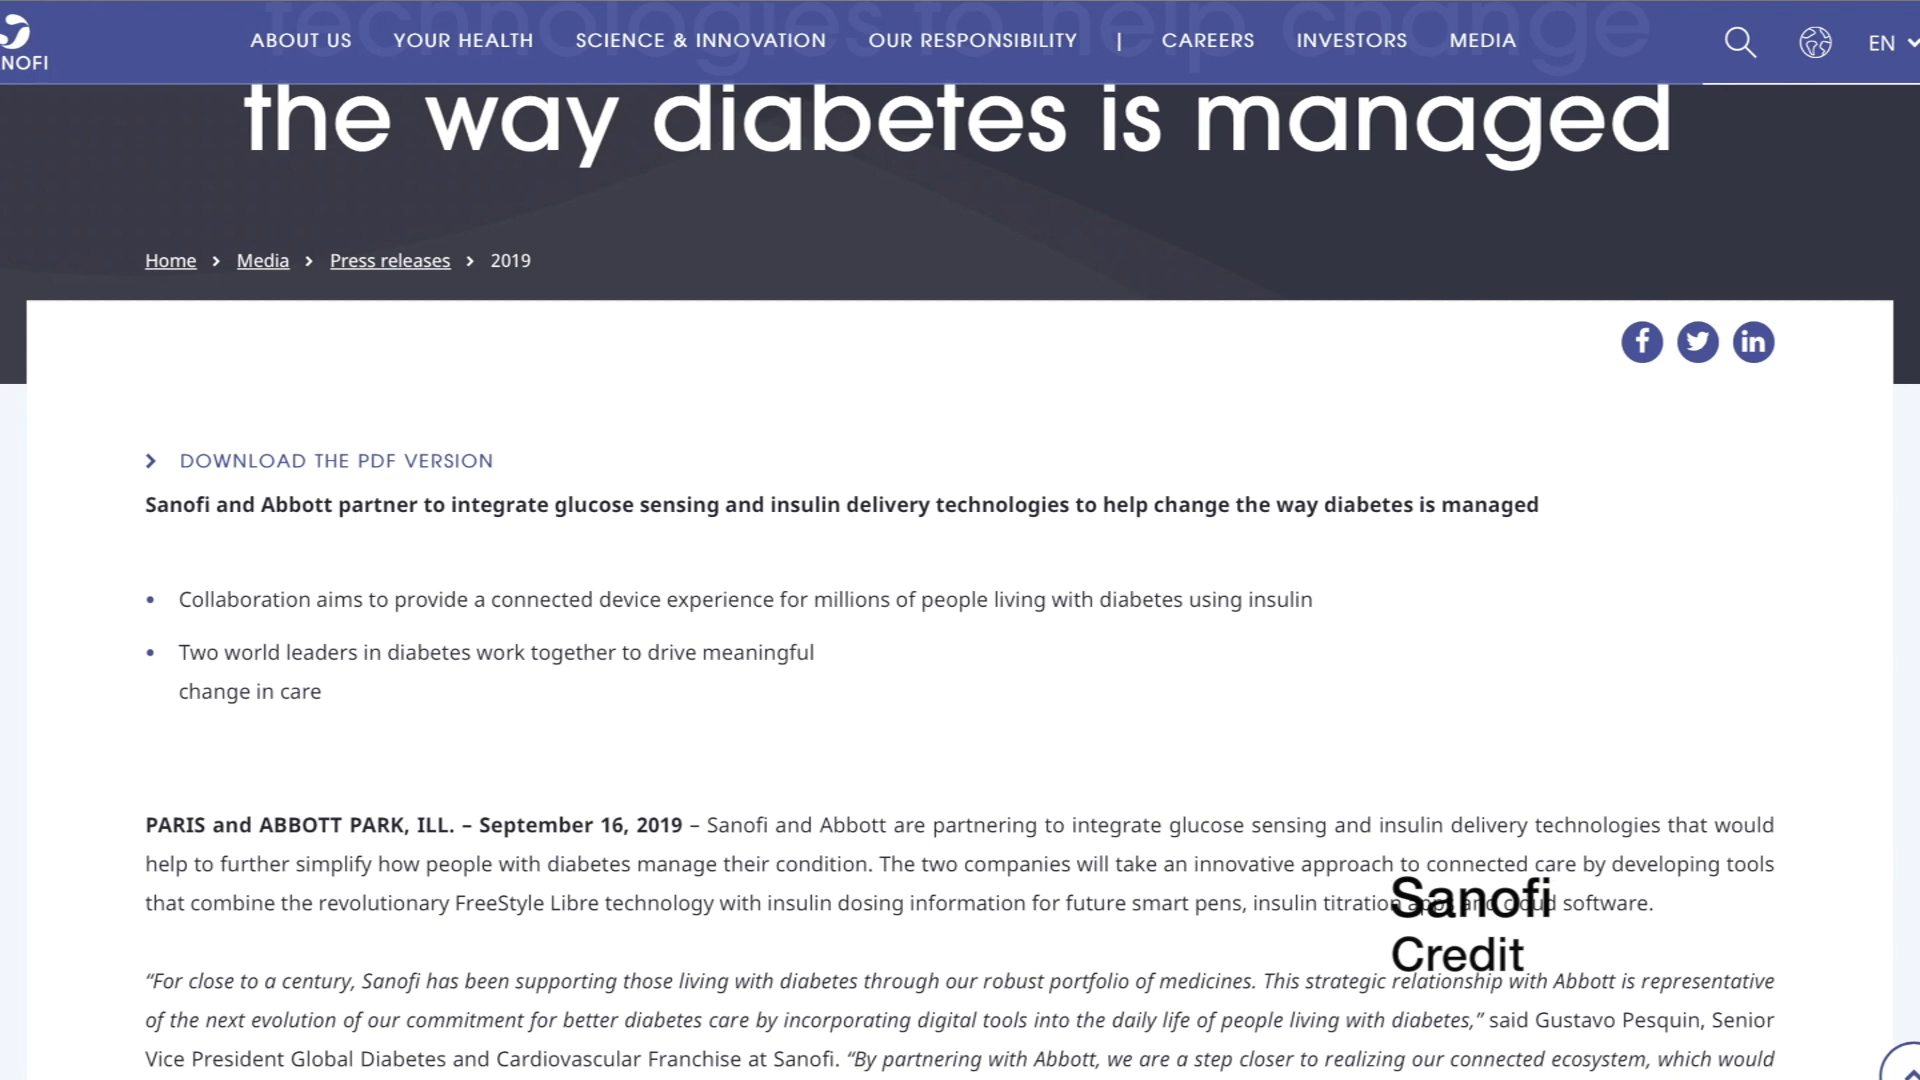 technologies to help change
ABOUT US YOUR HEALTH SCIENCE & INNOVATION OUR RESPONSIBILITY | CAREERS INVESTORS MEDIA EN
NOFI
the way diabetes is managed
Home > Media > Press releases > 2019
DOWNLOAD THE PDF VERSION
Sanofi and Abbott partner to integrate glucose sensing and insulin delivery technologies to help change the way diabetes is managed
• Collaboration aims to provide a connected device experience for millions of people living with diabetes using insulin
• Two world leaders in diabetes work together to drive meaningful
change in care
PARIS and ABBOTT PARK, ILL. – September 16, 2019 – Sanofi and Abbott are partnering to integrate glucose sensing and insulin delivery technologies that would
help to further simplify how people with diabetes manage their condition. The two companies will take an innovative approach to connected care by developing tools
that combine the revolutionary FreeStyle Libre technology with insulin dosing information for future smart pens, insulin titration apps and cloud software.
Sanofi
Credit
“For close to a century, Sanofi has been supporting those living with diabetes through our robust portfolio of medicines. This strategic relationship with Abbott is representative
of the next evolution of our commitment for better diabetes care by incorporating digital tools into the daily life of people living with diabetes,” said Gustavo Pesquin, Senior
Vice President Global Diabetes and Cardiovascular Franchise at Sanofi. “By partnering with Abbott, we are a step closer to realizing our connected ecosystem, which would